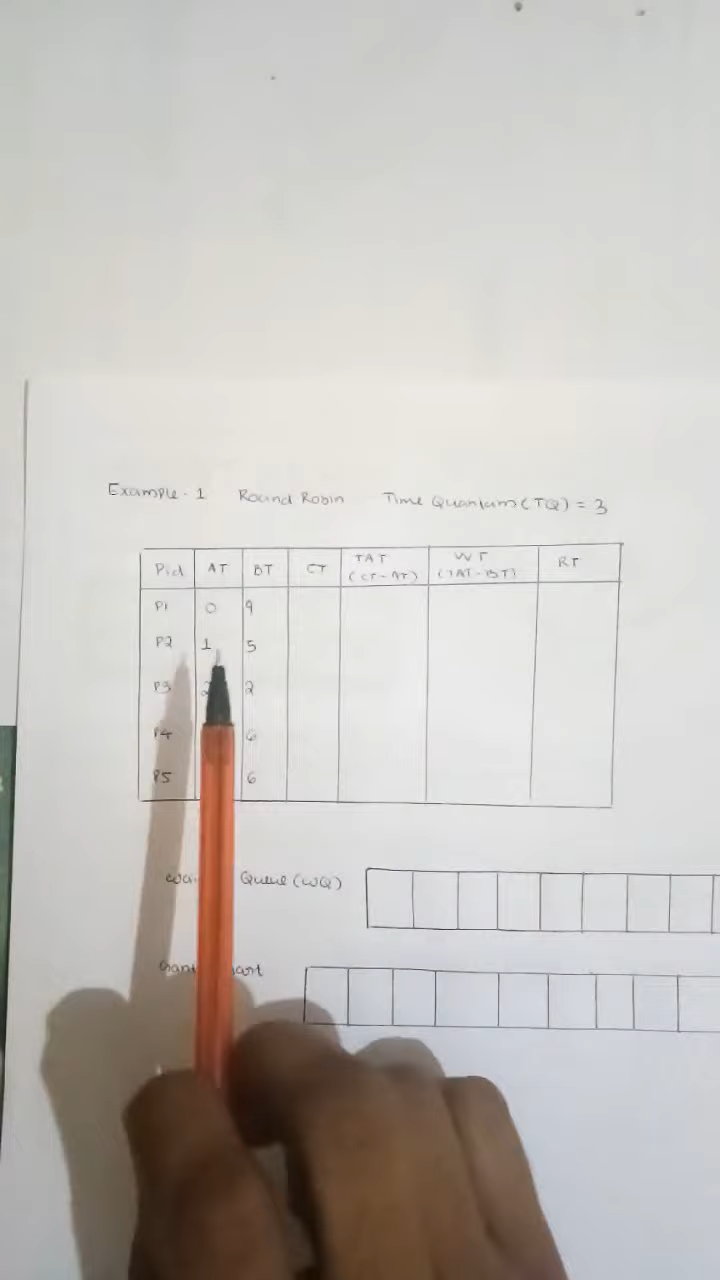 Example - 1 Round Robin Time Quantum (TQ) = 3
Pid AT BT CT TAT (CT-AT) WT (TAT-BT) RT
P1 0 9
P2 1 5
P3 2 2
P4 6
P5 6
Queue (WQ)